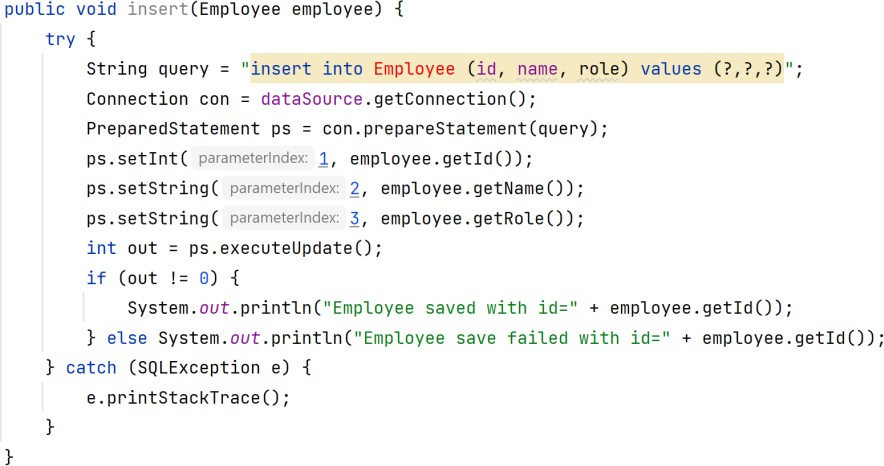 public void insert(Employee employee) {
try {
String query = "insert into Employee (id, name, role) values (?,?,?)";
Connection con = dataSource.getConnection();
PreparedStatement ps = con.prepareStatement(query);
ps.setInt( parameterIndex: 1, employee.getId());
ps.setString( parameterIndex: 2, employee.getName());
ps.setString( parameterIndex: 3, employee.getRole());
int out = ps.executeUpdate();
if (out != 0) {
System.out.println("Employee saved with id=" + employee.getId());
} else System.out.println("Employee save failed with id=" + employee.getId());
} catch (SQLException e) {
e.printStackTrace();
}
}